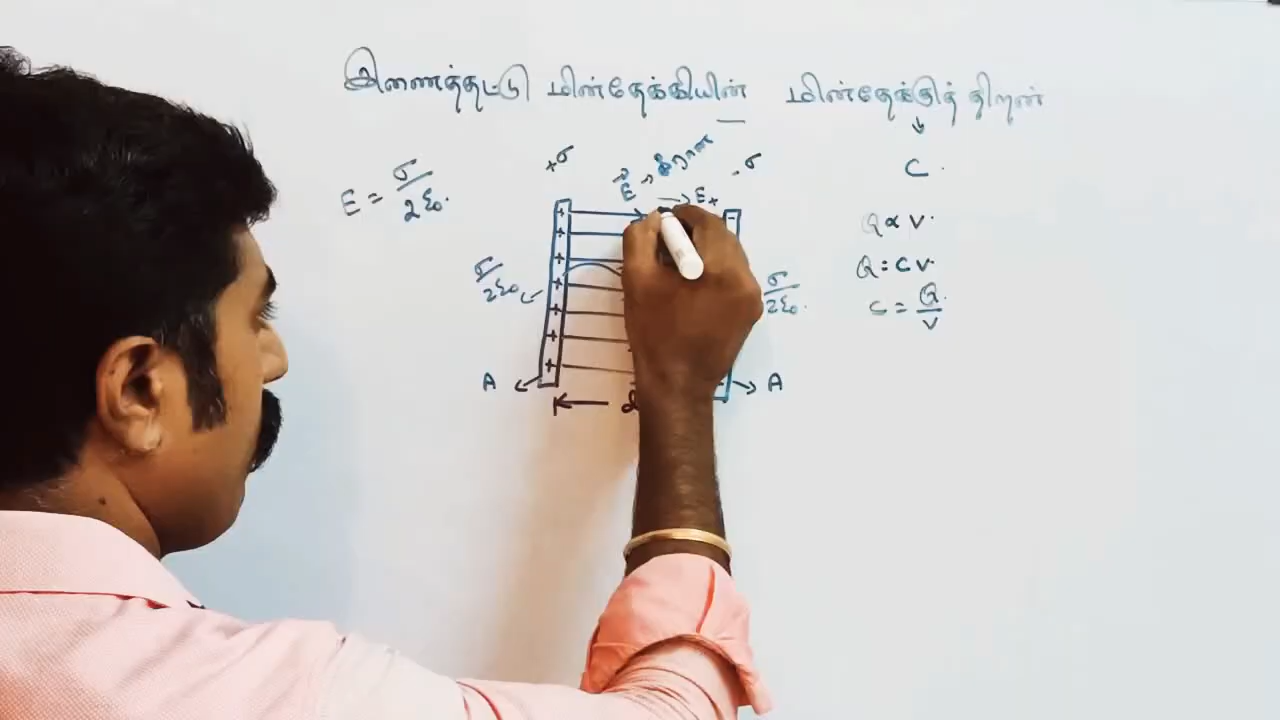 இணைத்தட்டு மின்தேக்கியின் மின்தேக்குத் திறன்
C.
E = σ/2ε₀.
+σ
E⃗ →
-σ
→ E₊
Q ∝ V.
Q = CV.
C = Q/V.
σ/2ε₀
σ/2ε₀.
+ + + + + + +
-
A
d
A